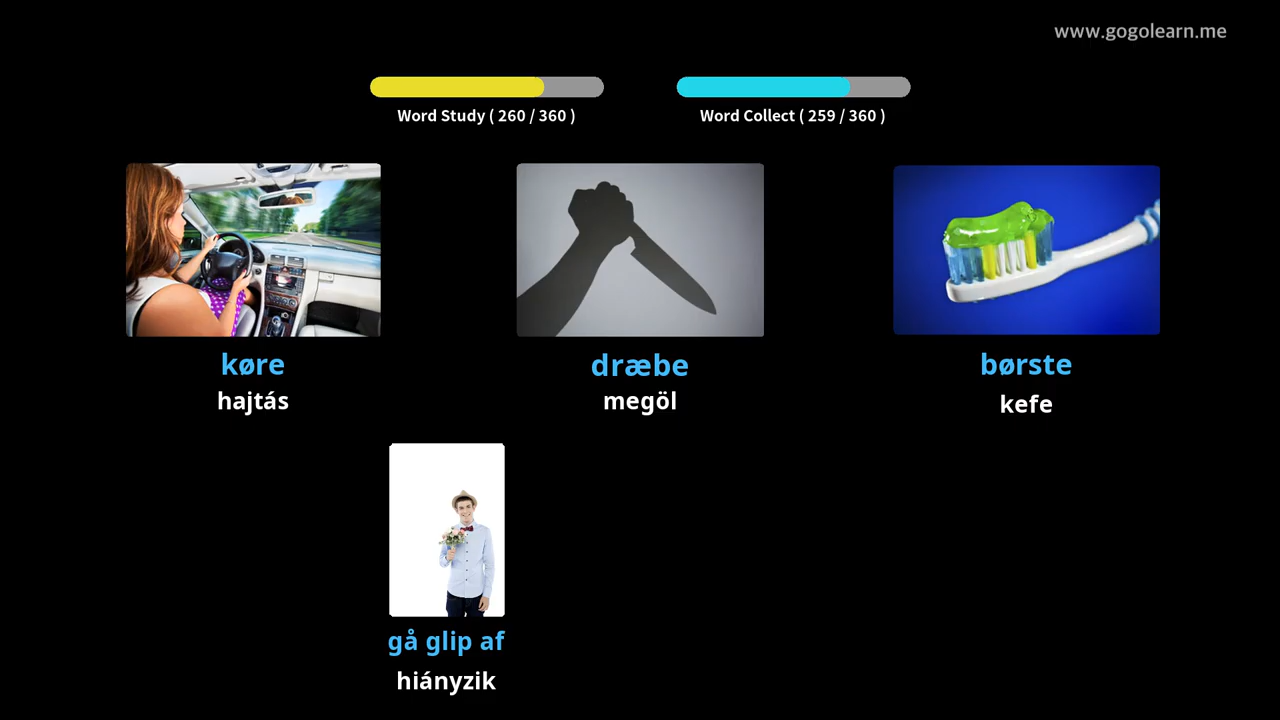 www.gogolearn.me
Word Study ( 260 / 360 )
Word Collect ( 259 / 360 )
køre
hajtás
dræbe
megöl
børste
kefe
gå glip af
hiányzik